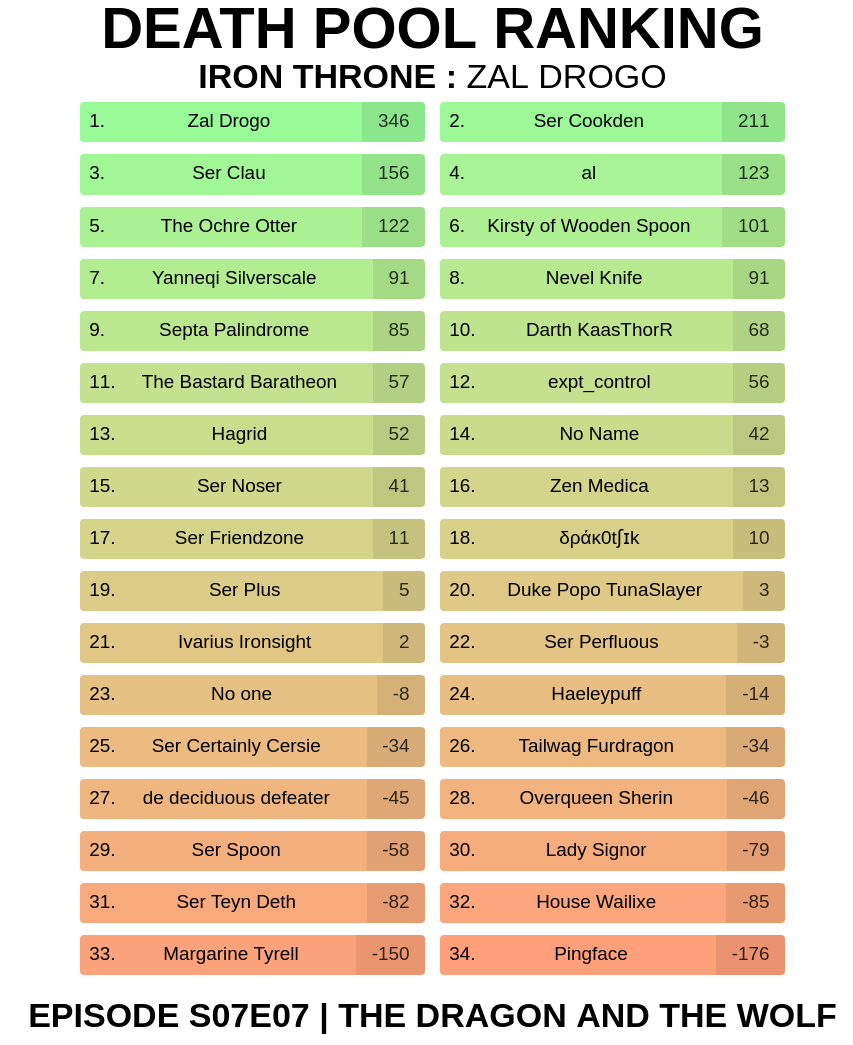 DEATH POOL RANKING
IRON THRONE : ZAL DROGO
1. Zal Drogo 346
2. Ser Cookden 211
3. Ser Clau 156
4. al 123
5. The Ochre Otter 122
6. Kirsty of Wooden Spoon 101
7. Yanneqi Silverscale 91
8. Nevel Knife 91
9. Septa Palindrome 85
10. Darth KaasThorR 68
11. The Bastard Baratheon 57
12. expt_control 56
13. Hagrid 52
14. No Name 42
15. Ser Noser 41
16. Zen Medica 13
17. Ser Friendzone 11
18. δράκ0tʃɪk 10
19. Ser Plus 5
20. Duke Popo TunaSlayer 3
21. Ivarius Ironsight 2
22. Ser Perfluous -3
23. No one -8
24. Haeleypuff -14
25. Ser Certainly Cersie -34
26. Tailwag Furdragon -34
27. de deciduous defeater -45
28. Overqueen Sherin -46
29. Ser Spoon -58
30. Lady Signor -79
31. Ser Teyn Deth -82
32. House Wailixe -85
33. Margarine Tyrell -150
34. Pingface -176
EPISODE S07E07 | THE DRAGON AND THE WOLF